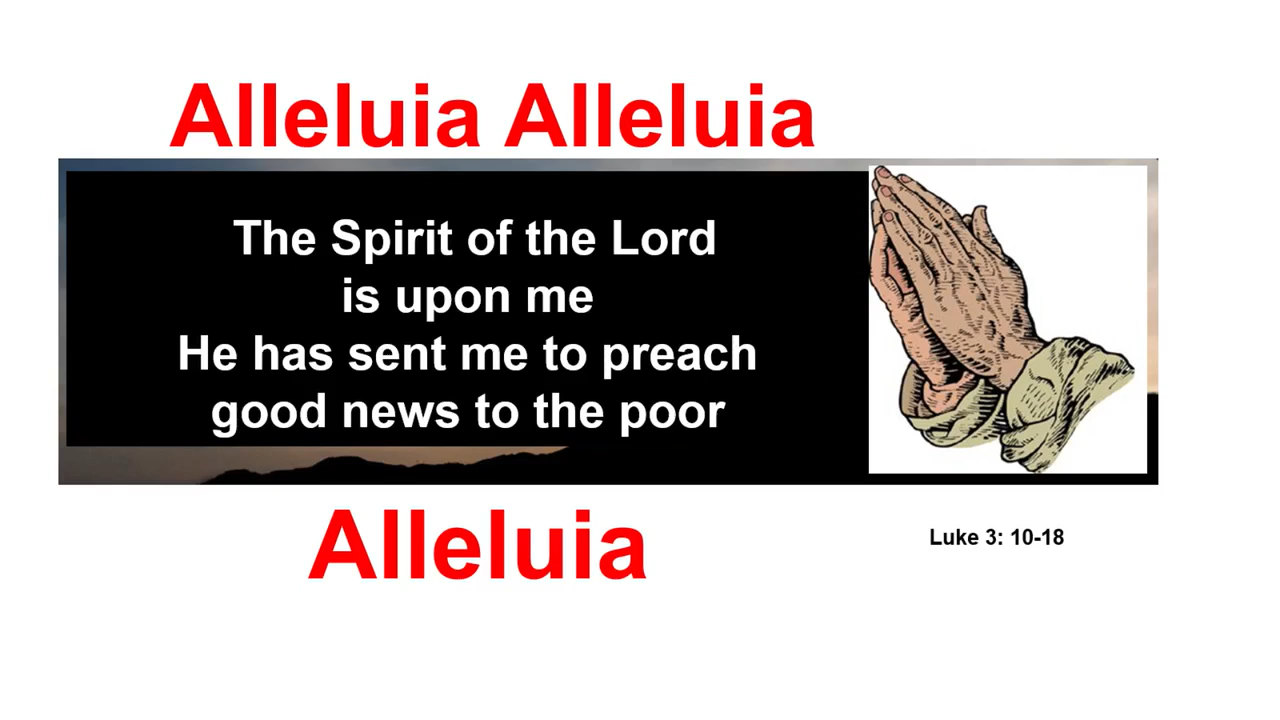 Alleluia Alleluia
The Spirit of the Lord
is upon me
He has sent me to preach
good news to the poor
Alleluia
Luke 3: 10-18